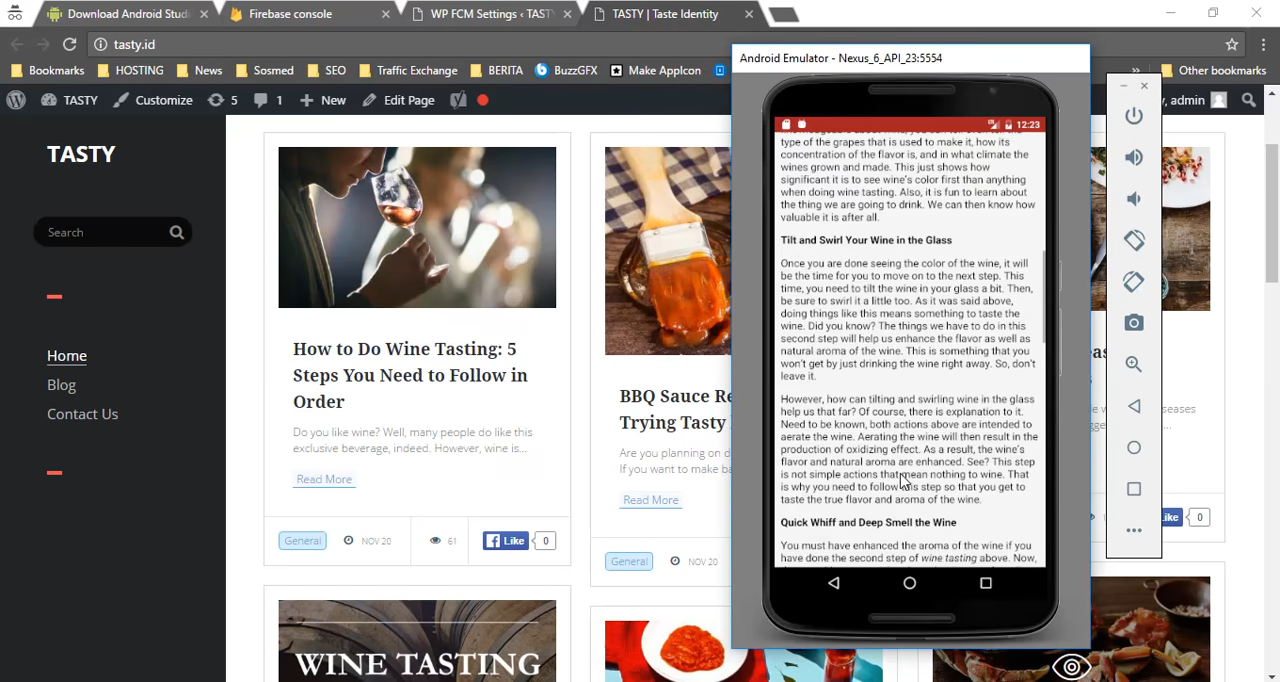 Download Android Stud
Firebase console
WP FCM Settings ‹ TAST
TASTY | Taste Identity
tasty.id
Bookmarks
HOSTING
News
Sosmed
SEO
Traffic Exchange
BERITA
BuzzGFX
Make AppIcon
»
Other bookmarks
TASTY
Customize
5
1
New
Edit Page
y, admin
TASTY
Search
Home
Blog
Contact Us
How to Do Wine Tasting: 5
Steps You Need to Follow in
Order
Do you like wine? Well, many people do like this
exclusive beverage, indeed. However, wine is...
Read More
General
NOV 20
61
Like
0
WINE TASTING
BBQ Sauce Re
Trying Tasty
Are you planning on d
If you want to make ba
Read More
General
NOV 20
Android Emulator - Nexus_6_API_23:5554
12:23
type of the grapes that is used to make it, how its
concentration of the flavor is, and in what climate the
wines grown and made. This just shows how
significant it is to see wine's color first than anything
when doing wine tasting. Also, it is fun to learn about
the thing we are going to drink. We can then know how
valuable it is after all.
Tilt and Swirl Your Wine in the Glass
Once you are done seeing the color of the wine, it will
be the time for you to move on to the next step. This
time, you need to tilt the wine in your glass a bit. Then,
be sure to swirl it a little too. As it was said above,
doing things like this means something to taste the
wine. Did you know? The things we have to do in this
second step will help us enhance the flavor as well as
natural aroma of the wine. This is something that you
won't get by just drinking the wine right away. So, don't
leave it.
However, how can tilting and swirling wine in the glass
help us that far? Of course, there is explanation to it.
Need to be known, both actions above are intended to
aerate the wine. Aerating the wine will then result in the
production of oxidizing effect. As a result, the wine's
flavor and natural aroma are enhanced. See? This step
is not simple actions that mean nothing to wine. That
is why you need to follow this step so that you get to
taste the true flavor and aroma of the wine.
Quick Whiff and Deep Smell the Wine
You must have enhanced the aroma of the wine if you
have done the second step of wine tasting above. Now,
eas
seases
ike
0